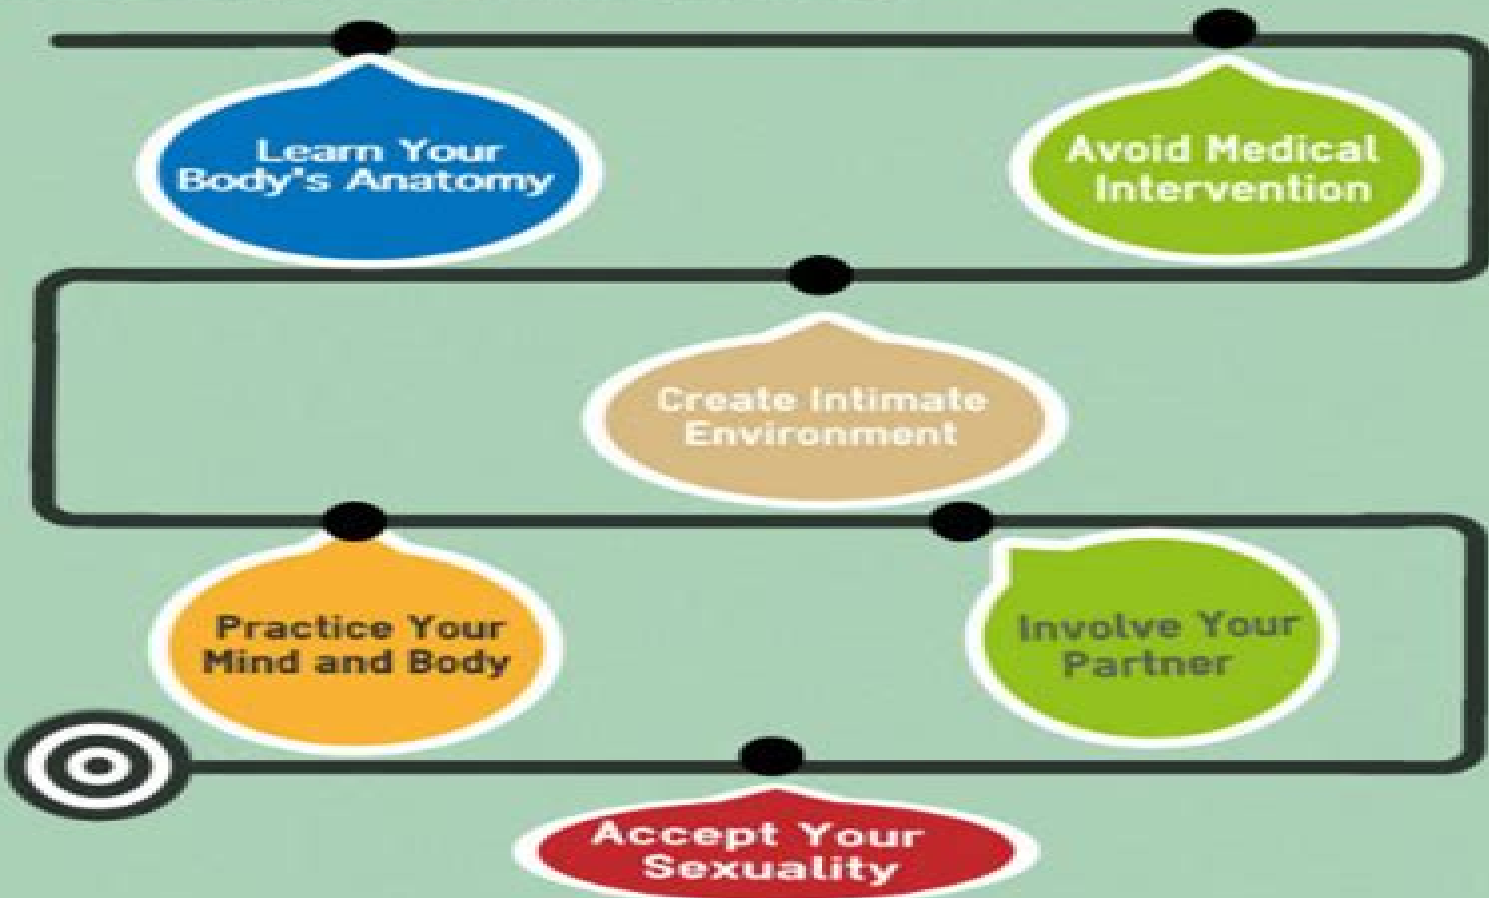 Learn Your
Body's Anatomy
Avoid Medical
Intervention
Create Intimate
Environment
Practice Your
Mind and Body
Involve Your
Partner
Accept Your
Sexuality